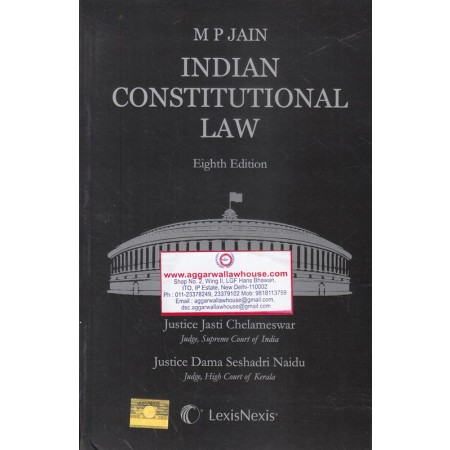 M P JAIN
INDIAN
CONSTITUTIONAL
LAW
Eighth Edition
www.aggarwallawhouse.com
Shop No. 2, Wing II, LGF Hans Bhawan,
ITO, IP Estate, New Delhi-110002
Ph : 011-23378249, 23379102 Mob: 9818113759
Email : aggarwallawhouse@gmail.com,
dsc.aggarwallawhouse@gmail.com
Justice Jasti Chelameswar
Judge, Supreme Court of India
Justice Dama Seshadri Naidu
Judge, High Court of Kerala
LexisNexis®